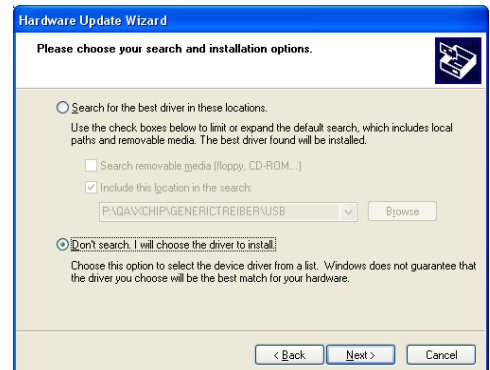 Hardware Update Wizard
Please choose your search and installation options.
Search for the best driver in these locations.
Use the check boxes below to limit or expand the default search, which includes local
paths and removable media. The best driver found will be installed.
Search removable media (floppy, CD-ROM...)
Include this location in the search:
P:\QA\XCHIP\GENERICTREIBER\USB
Browse
Don't search. I will choose the driver to install.
Choose this option to select the device driver from a list. Windows does not guarantee that
the driver you choose will be the best match for your hardware.
< Back Next > Cancel